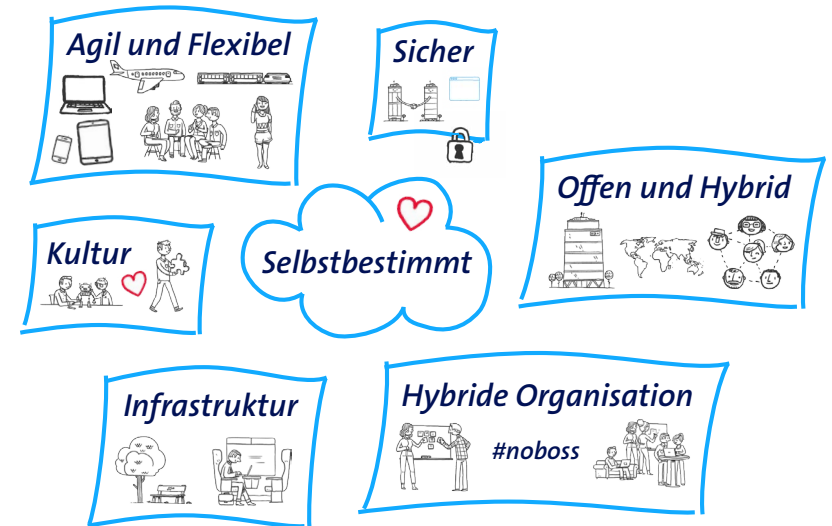 Agil und Flexibel
Sicher
Offen und Hybrid
Kultur
Selbstbestimmt
Infrastruktur
Hybride Organisation
#noboss